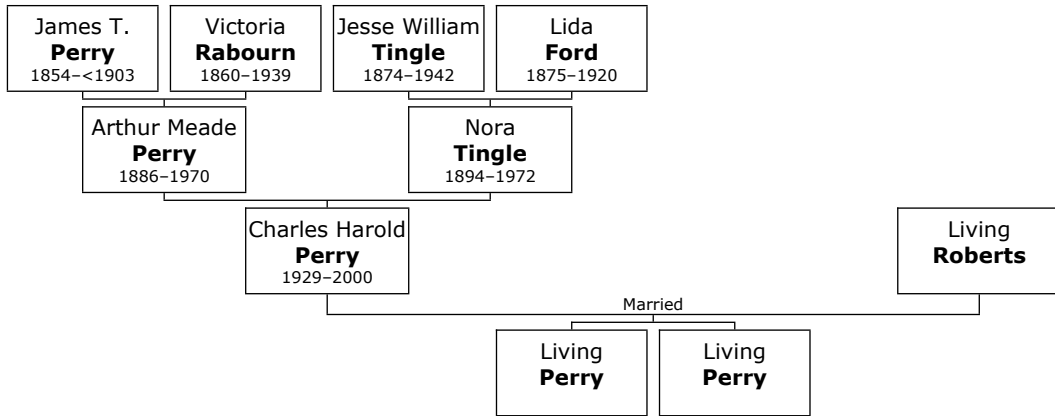 James T.
Perry
1854–<1903
Victoria
Rabourn
1860–1939
Jesse William
Tingle
1874–1942
Lida
Ford
1875–1920
Arthur Meade
Perry
1886–1970
Nora
Tingle
1894–1972
Charles Harold
Perry
1929–2000
Living
Roberts
Married
Living
Perry
Living
Perry